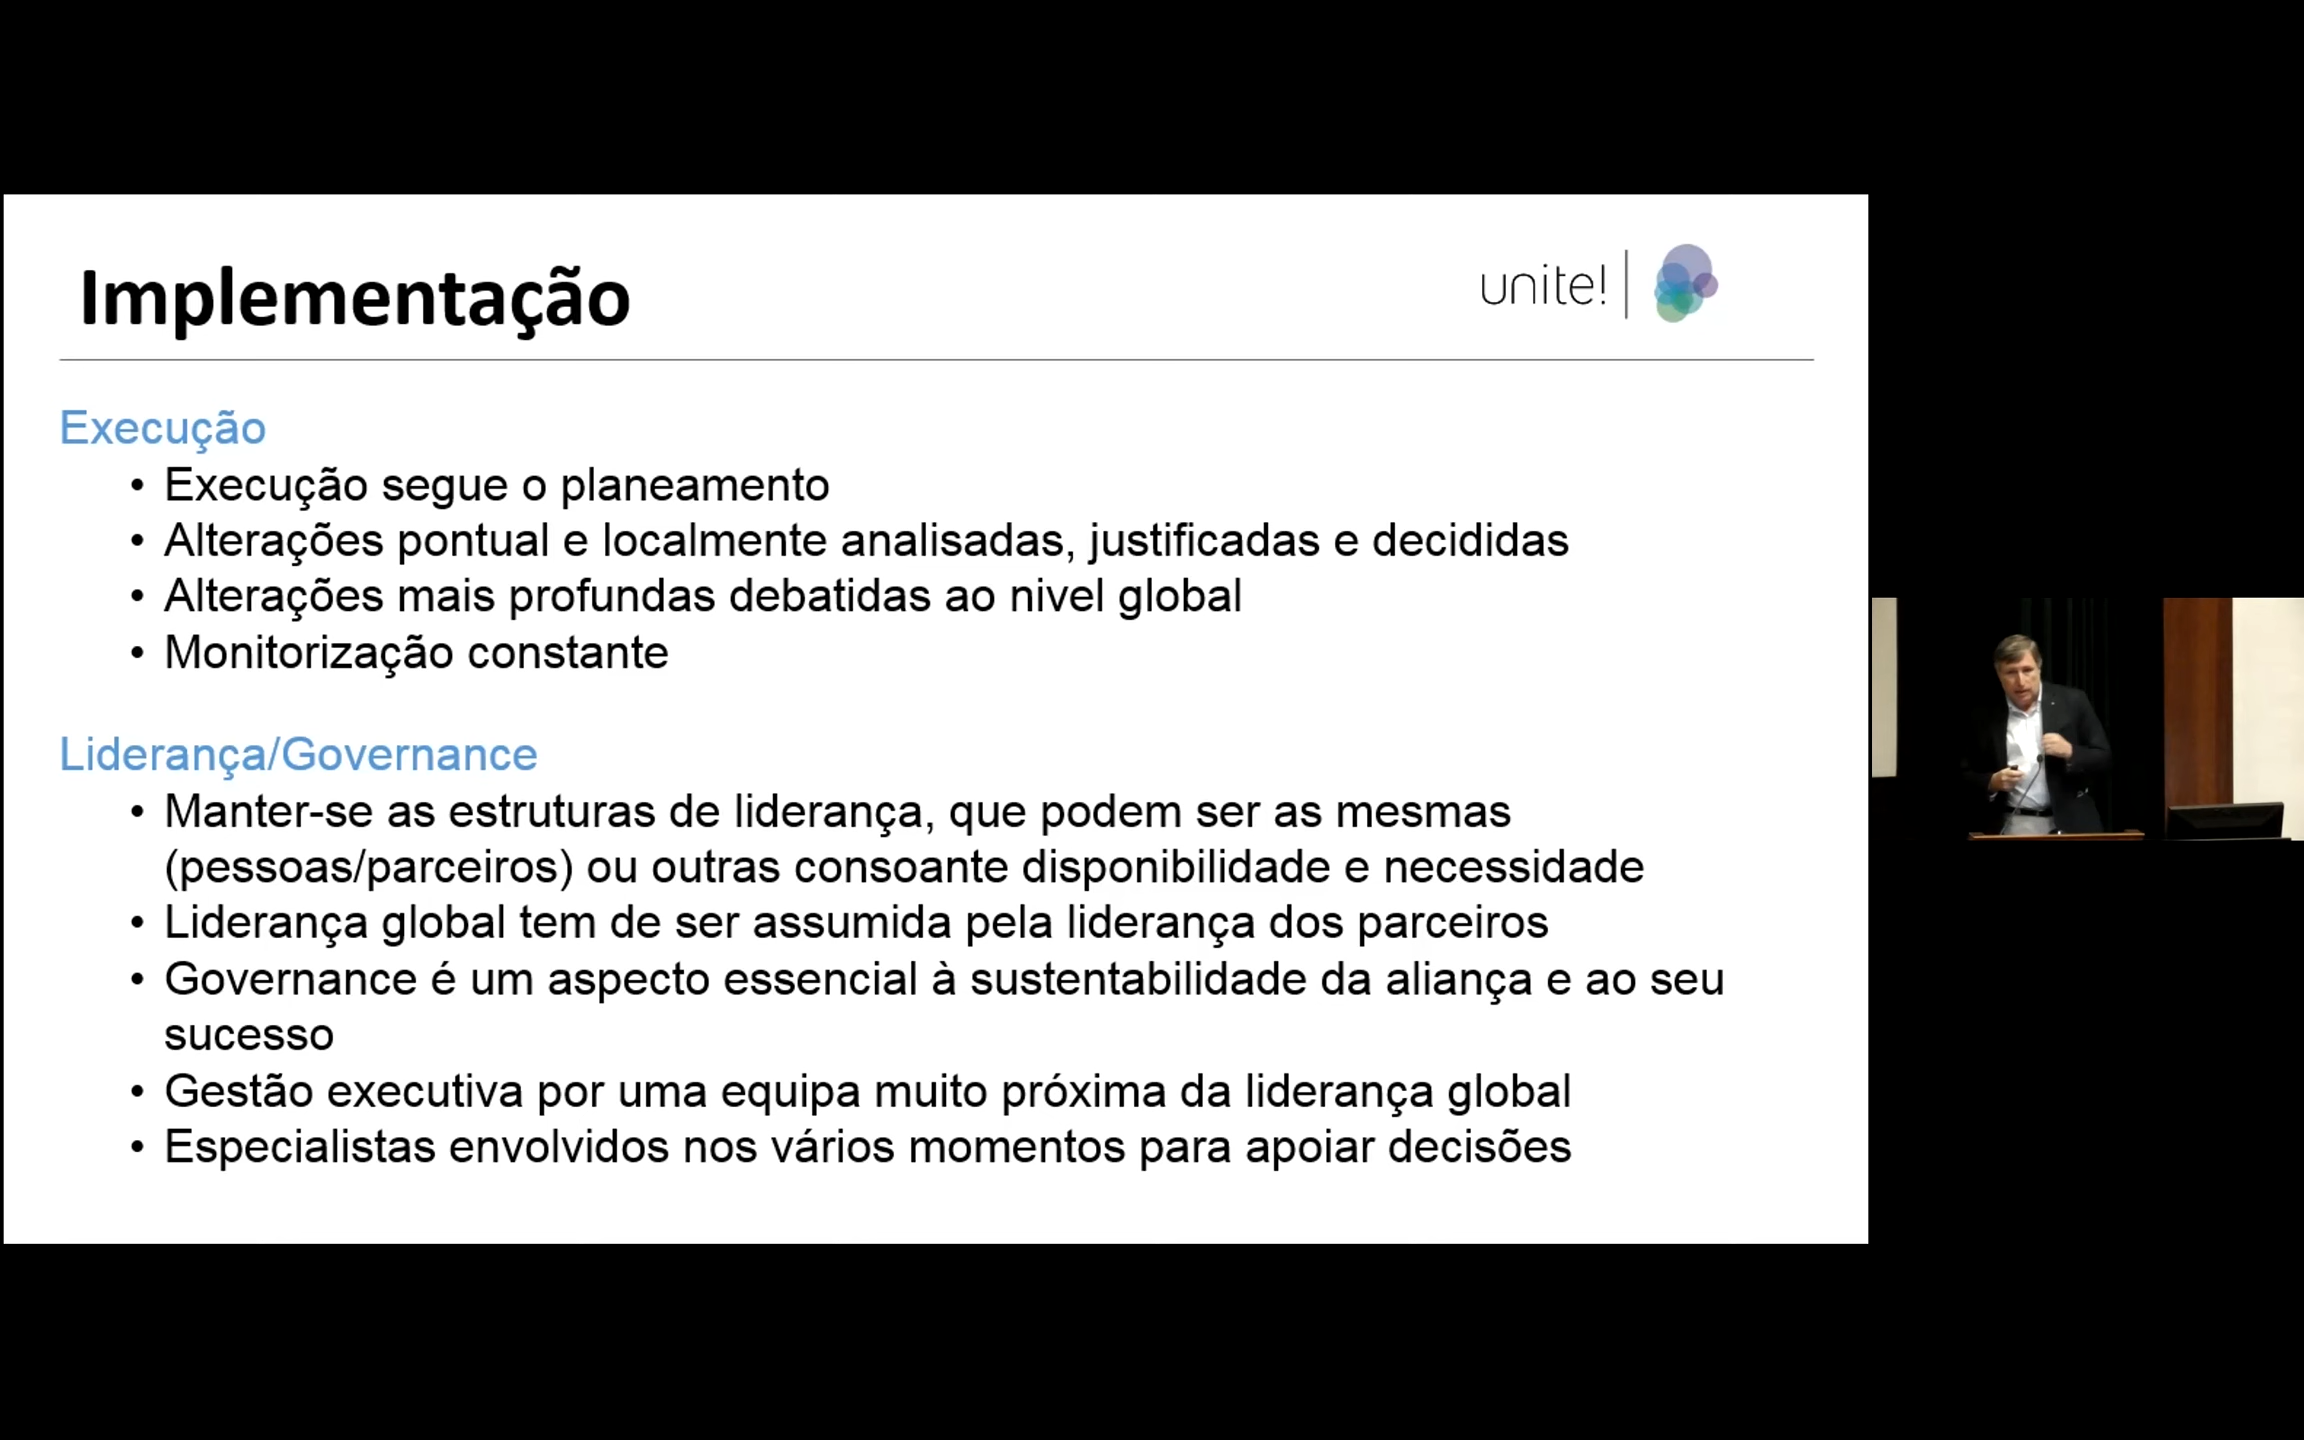 Implementação
unite!
Execução
• Execução segue o planeamento
• Alterações pontual e localmente analisadas, justificadas e decididas
• Alterações mais profundas debatidas ao nivel global
• Monitorização constante
Liderança/Governance
• Manter-se as estruturas de liderança, que podem ser as mesmas
(pessoas/parceiros) ou outras consoante disponibilidade e necessidade
• Liderança global tem de ser assumida pela liderança dos parceiros
• Governance é um aspecto essencial à sustentabilidade da aliança e ao seu
sucesso
• Gestão executiva por uma equipa muito próxima da liderança global
• Especialistas envolvidos nos vários momentos para apoiar decisões